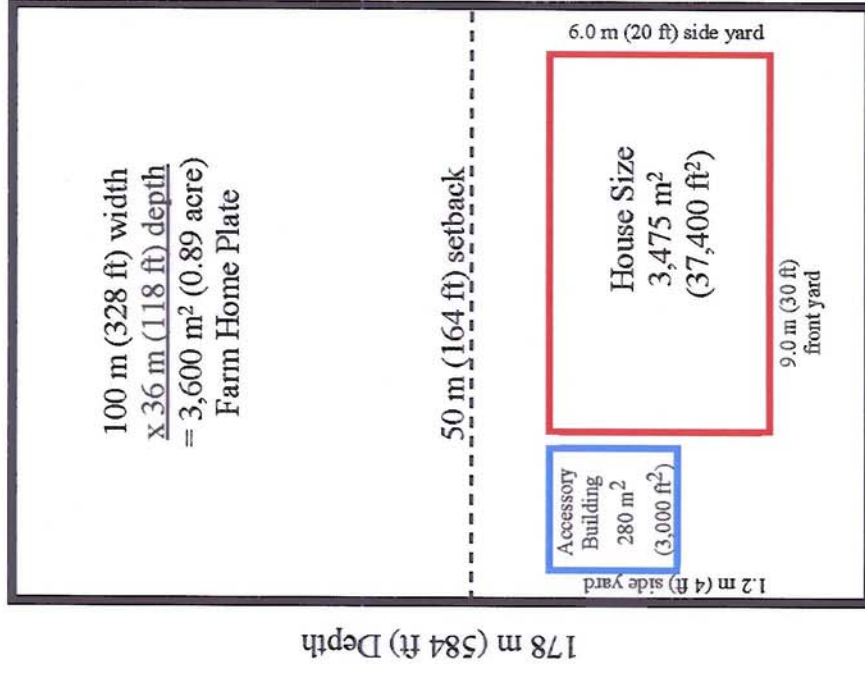 100 m (328 ft) width
x 36 m (118 ft) depth
= 3,600 m² (0.89 acre)
Farm Home Plate
50 m (164 ft) setback
6.0 m (20 ft) side yard
House Size
3,475 m²
(37,400 ft²)
9.0 m (30 ft)
front yard
Accessory
Building
280 m²
(3,000 ft²)
1.2 m (4 ft) side yard
178 m (584 ft) Depth